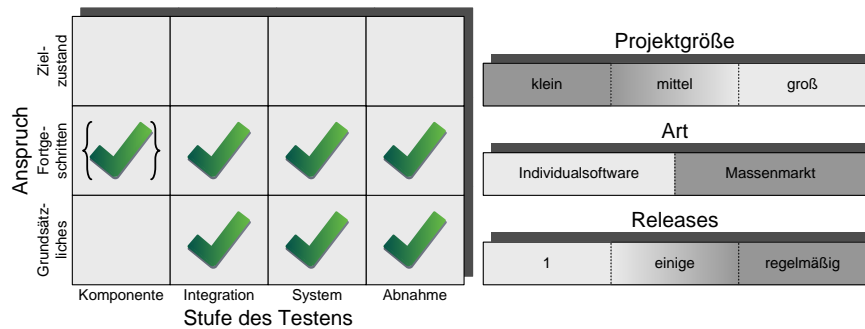 Anspruch
Ziel-
zustand
Fortge-
schritten
Grundsätz-
liches
Komponente Integration System Abnahme
Stufe des Testens
Projektgröße
klein mittel groß
Art
Individualsoftware Massenmarkt
Releases
1 einige regelmäßig